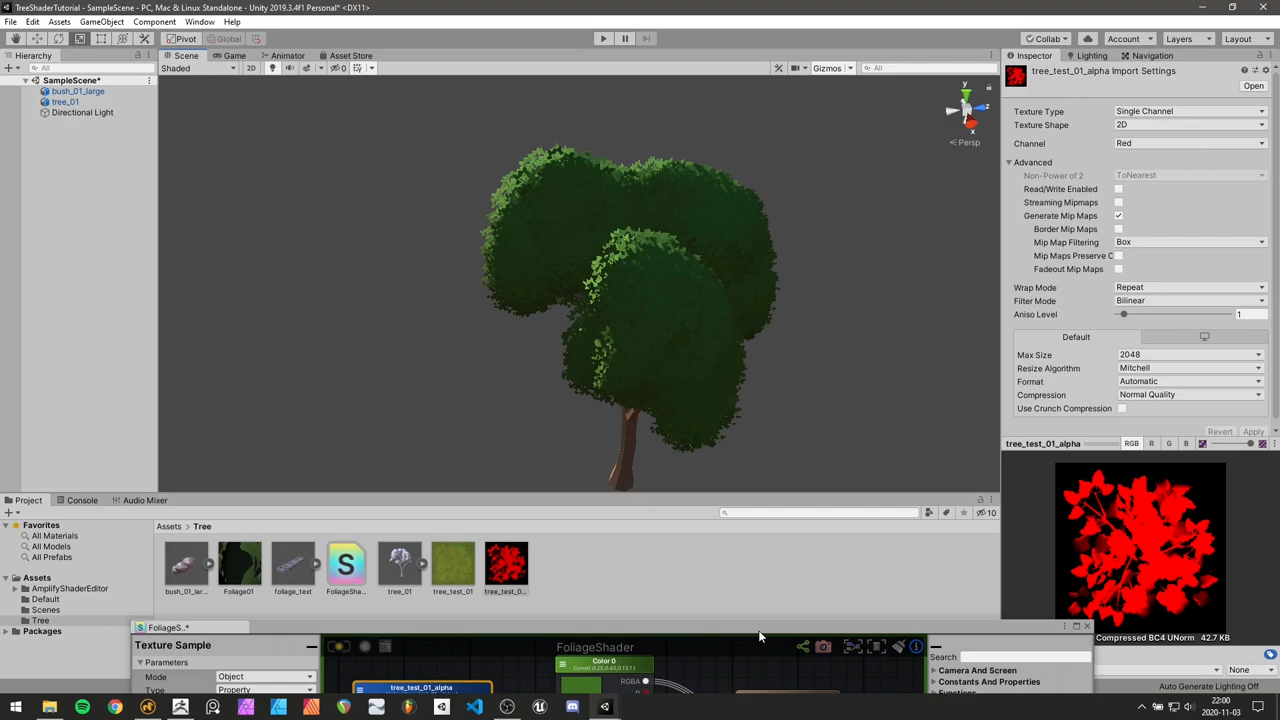 TreeShaderTutorial - SampleScene - PC, Mac & Linux Standalone - Unity 2019.3.4f1 Personal* <DX11>
File Edit Assets GameObject Component Window Help
Pivot Global Collab Account Layers Layout
Hierarchy Scene Game Animator Asset Store Inspector Lighting Navigation
All Shaded 2D 0 Gizmos All tree_test_01_alpha Import Settings
Open
SampleScene*
bush_01_large
tree_01
Directional Light
y
z
x
Persp
Texture Type Single Channel
Texture Shape 2D
Channel Red
Advanced
Non-Power of 2 ToNearest
Read/Write Enabled
Streaming Mipmaps
Generate Mip Maps
Border Mip Maps
Mip Map Filtering Box
Mip Maps Preserve C
Fadeout Mip Maps
Wrap Mode Repeat
Filter Mode Bilinear
Aniso Level 1
Default
Max Size 2048
Resize Algorithm Mitchell
Format Automatic
Compression Normal Quality
Use Crunch Compression
Revert Apply
tree_test_01_alpha RGB R G B
Project Console Audio Mixer
10
Favorites
All Materials
All Models
All Prefabs
Assets
AmplifyShaderEditor
Default
Scenes
Tree
Packages
Assets Tree
S
bush_01_lar... Foliage01 foliage_text FoliageSha... tree_01 tree_test_01 tree_test_0...
Compressed BC4 UNorm 42.7 KB
None
Auto Generate Lighting Off
FoliageS..*
Texture Sample
Parameters
Mode Object
Type Property
FoliageShader
Color 0
RGBA
tree_test_01_alpha
Search
Camera And Screen
Constants And Properties
22:00
2020-11-03